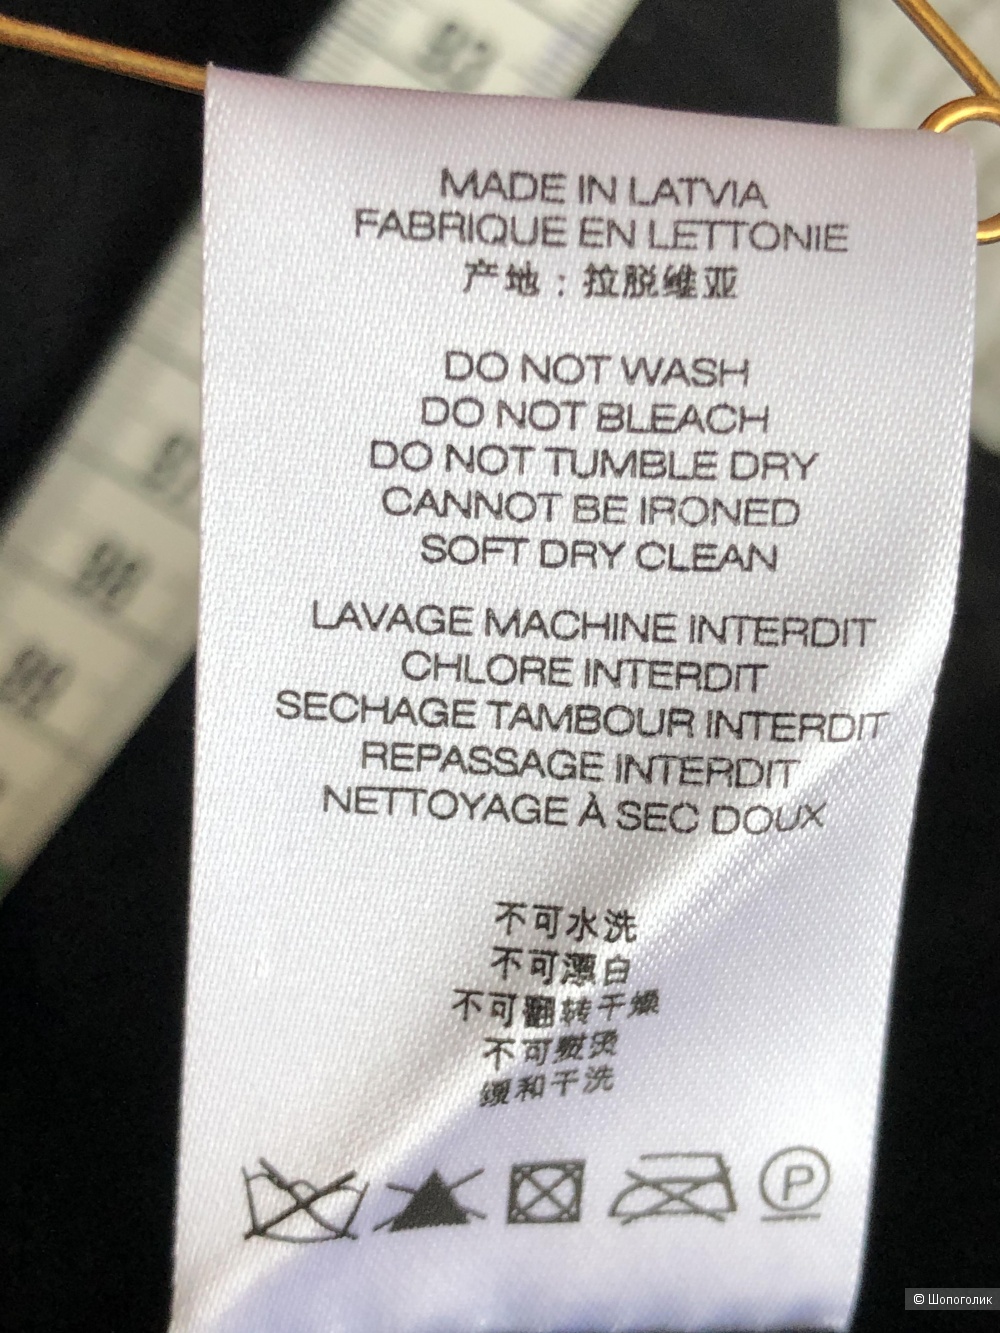 MADE IN LATVIA
FABRIQUE EN LETTONIE
产地：拉脱维亚
DO NOT WASH
DO NOT BLEACH
DO NOT TUMBLE DRY
CANNOT BE IRONED
SOFT DRY CLEAN
LAVAGE MACHINE INTERDIT
CHLORE INTERDIT
SECHAGE TAMBOUR INTERDIT
REPASSAGE INTERDIT
NETTOYAGE À SEC DOUX
不可水洗
不可漂白
不可翻转干燥
不可熨烫
缓和干洗
P
© Шопоголик